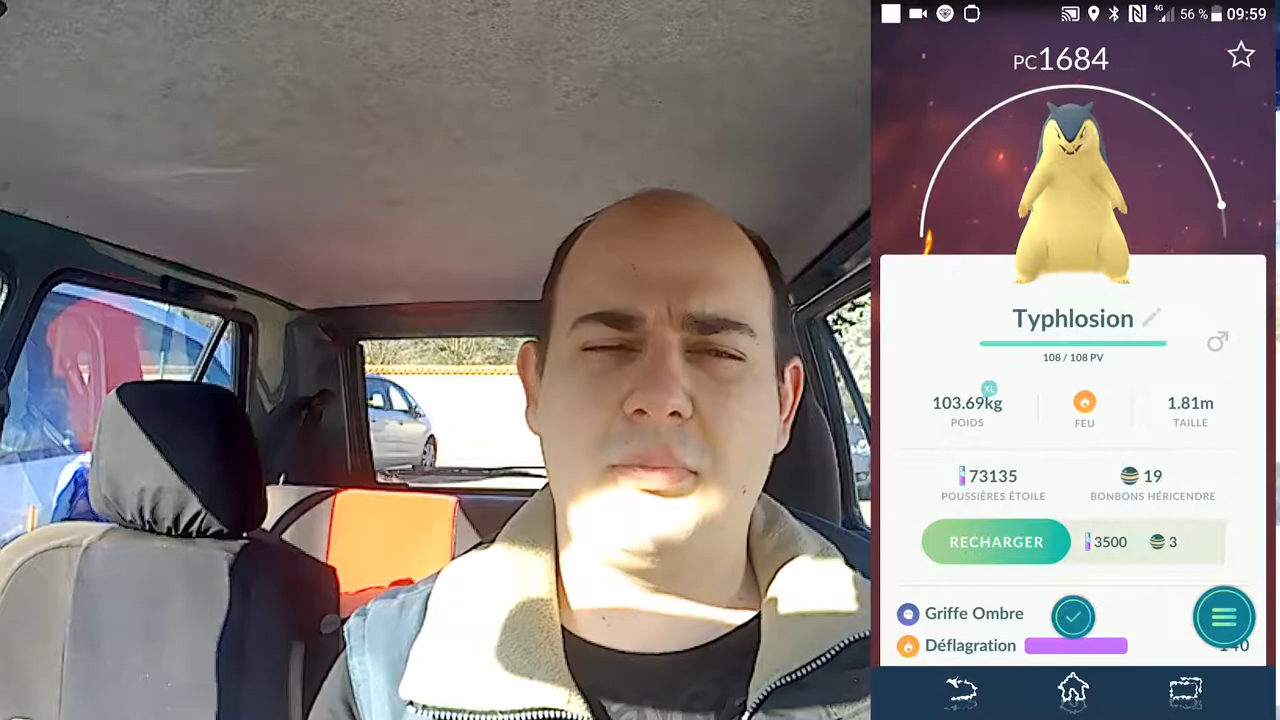 4G 56 % 09:59
PC1684
Typhlosion
108 / 108 PV
XL
103.69kg
POIDS
FEU
1.81m
TAILLE
73135
POUSSIÈRES ÉTOILE
19
BONBONS HÉRICENDRE
RECHARGER 3500 3
Griffe Ombre
Déflagration